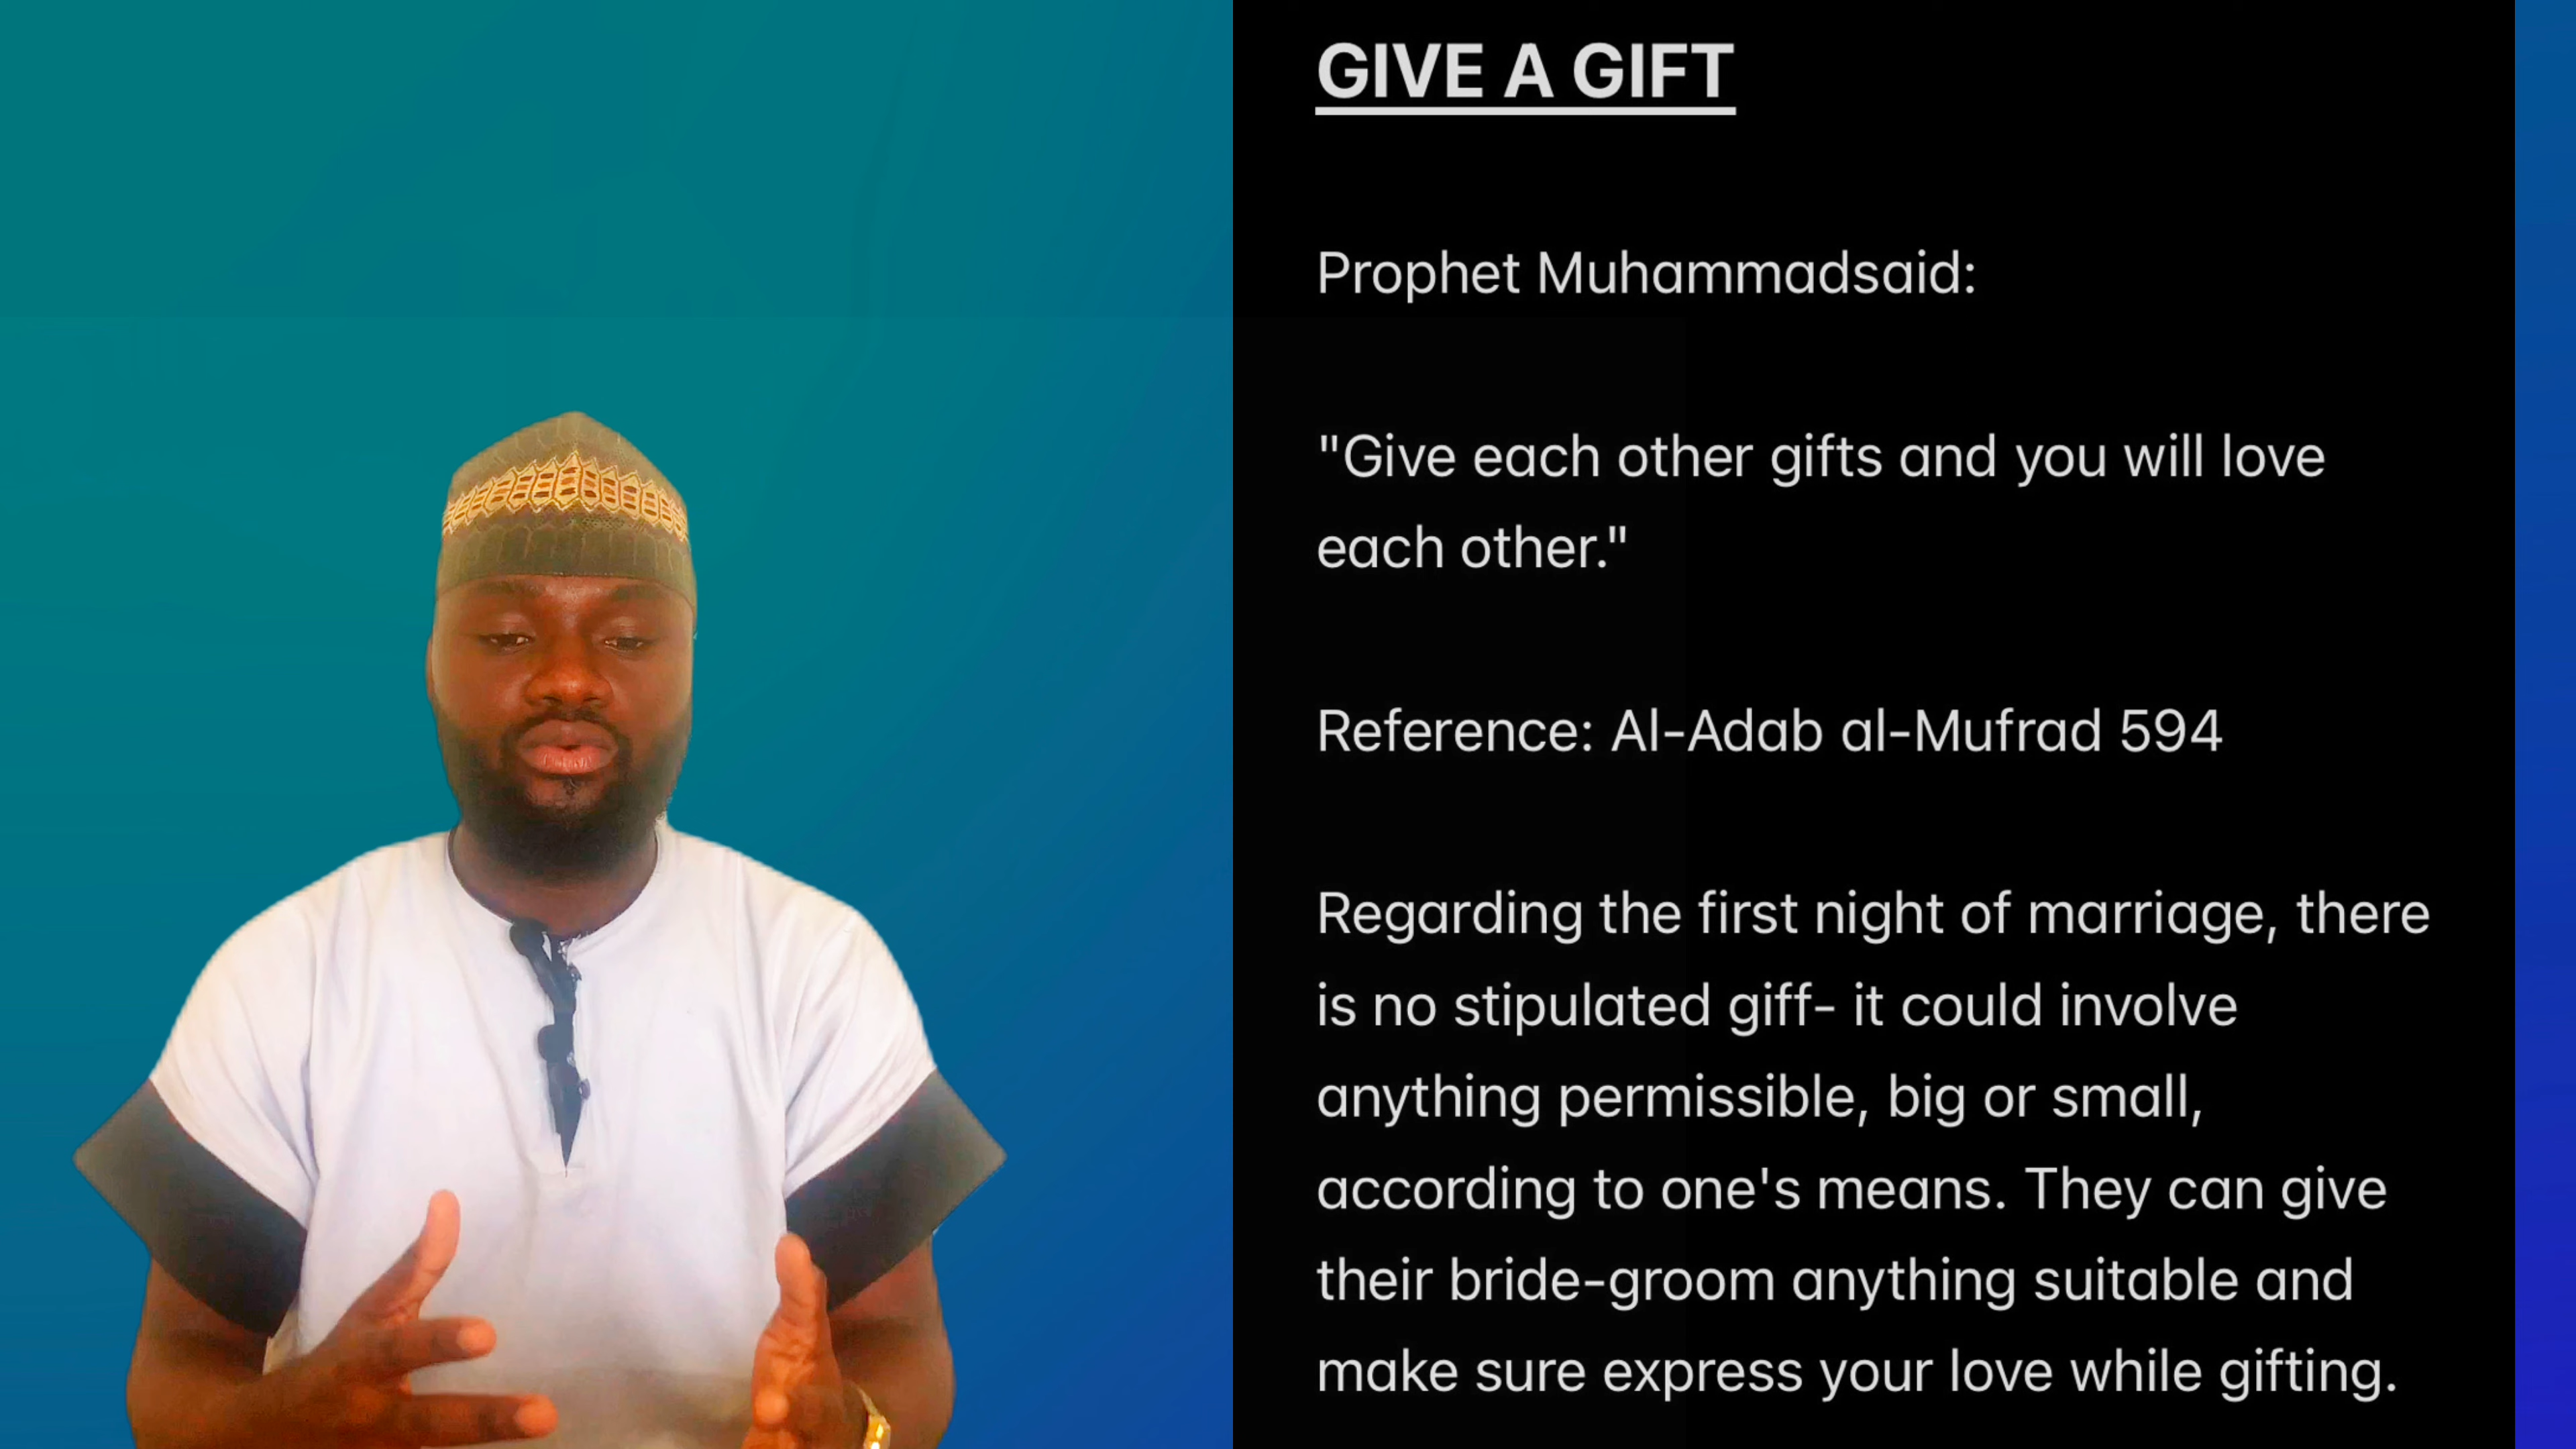 GIVE A GIFT
Prophet Muhammadsaid:
"Give each other gifts and you will love
each other."
Reference: Al-Adab al-Mufrad 594
Regarding the first night of marriage, there
is no stipulated giff- it could involve
anything permissible, big or small,
according to one's means. They can give
their bride-groom anything suitable and
make sure express your love while gifting.